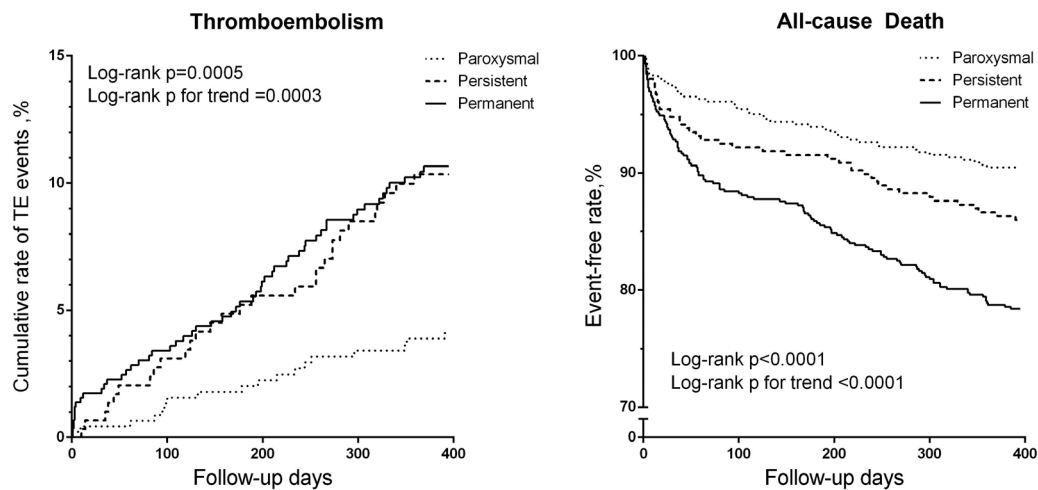 Thromboembolism
15
10
5
0
0
100
200
300
400
Cumulative rate of TE events ,%
Follow-up days
Log-rank p=0.0005
Log-rank p for trend =0.0003
Paroxysmal
Persistent
Permanent
All-cause Death
100
90
80
70
0
0
100
200
300
400
Event-free rate,%
Follow-up days
Paroxysmal
Persistent
Permanent
Log-rank p<0.0001
Log-rank p for trend <0.0001